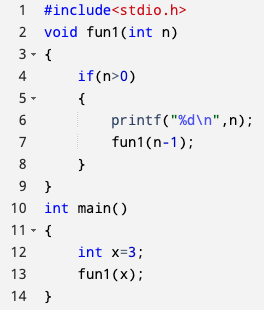 1 #include<stdio.h>
2 void fun1(int n)
3 {
4     if(n>0)
5     {
6         printf("%d\n",n);
7         fun1(n-1);
8     }
9 }
10 int main()
11 {
12     int x=3;
13     fun1(x);
14 }